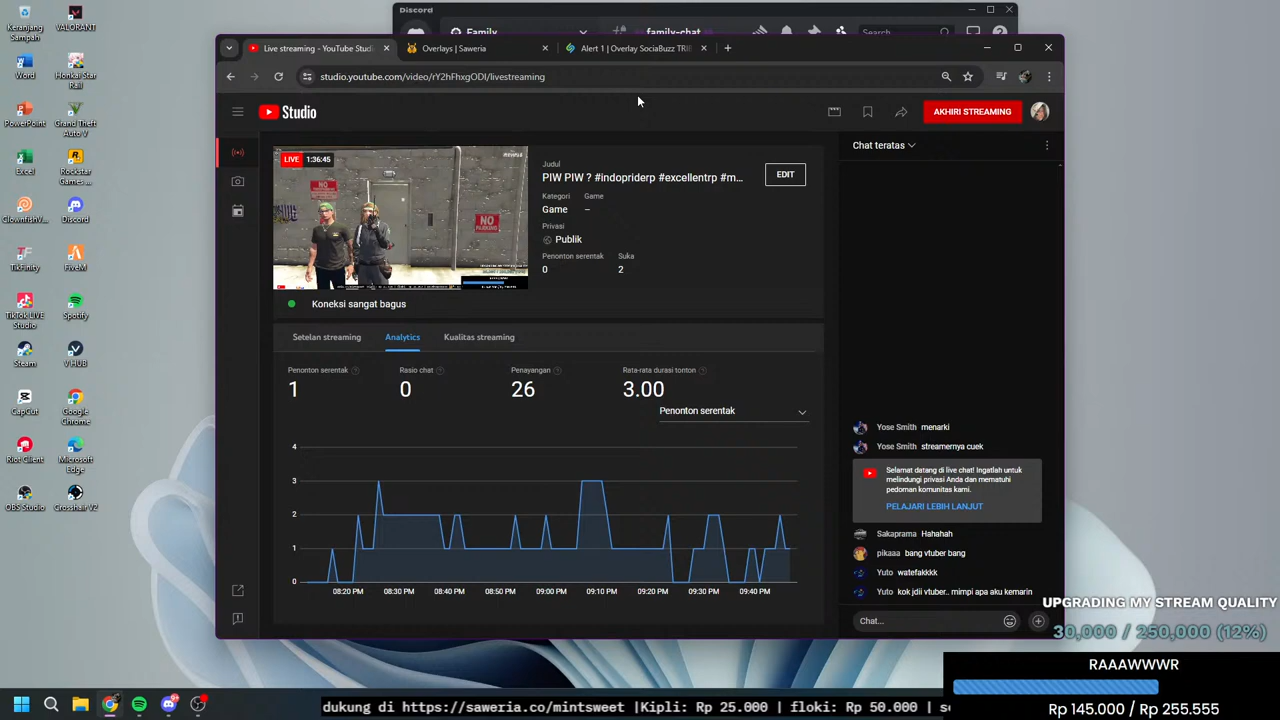 Discord
Family
family-chat
Search
Live streaming - YouTube Studi
Overlays | Saweria
Alert 1 | Overlay SociaBuzz TRI
studio.youtube.com/video/rY2hFhxgODI/livestreaming
Studio
AKHIRI STREAMING
LIVE 1:36:45
NO PARKING
Judul
PIW PIW ? #indopriderp #excellentrp #m...
EDIT
Kategori Game
Game –
Privasi
Publik
Penonton serentak Suka
0 2
Koneksi sangat bagus
Setelan streaming Analytics Kualitas streaming
Penonton serentak Rasio chat Penayangan Rata-rata durasi tonton
1 0 26 3.00
Penonton serentak
4
3
2
1
0
08:20 PM 08:30 PM 08:40 PM 08:50 PM 09:00 PM 09:10 PM 09:20 PM 09:30 PM 09:40 PM
Chat teratas
Yose Smith menarki
Yose Smith streamernya cuek
Selamat datang di live chat! Ingatlah untuk
melindungi privasi Anda dan mematuhi
pedoman komunitas kami.
PELAJARI LEBIH LANJUT
Sakaprama Hahahah
pikaaa bang vtuber bang
Yuto watefakkkk
Yuto kok jdii vtuber.. mimpi apa aku kemarin
Chat...
Keranjang Sampah
VALORANT
Word
Honkai Star Rail
PowerPoint
Grand Theft Auto V
Excel
Rockstar Games ...
ClownfishV...
Discord
TikFinity
FiveM
TikTok LIVE Studio
Spotify
Steam
V HUB
CapCut
Google Chrome
Riot Client
Microsoft Edge
OBS Studio
Crosshair V2
UPGRADING MY STREAM QUALITY
30,000 / 250,000 (12%)
RAAAWWWR
Rp 145.000 / Rp 255.555
dukung di https://saweria.co/mintsweet |Kipli: Rp 25.000 | floki: Rp 50.000 | se